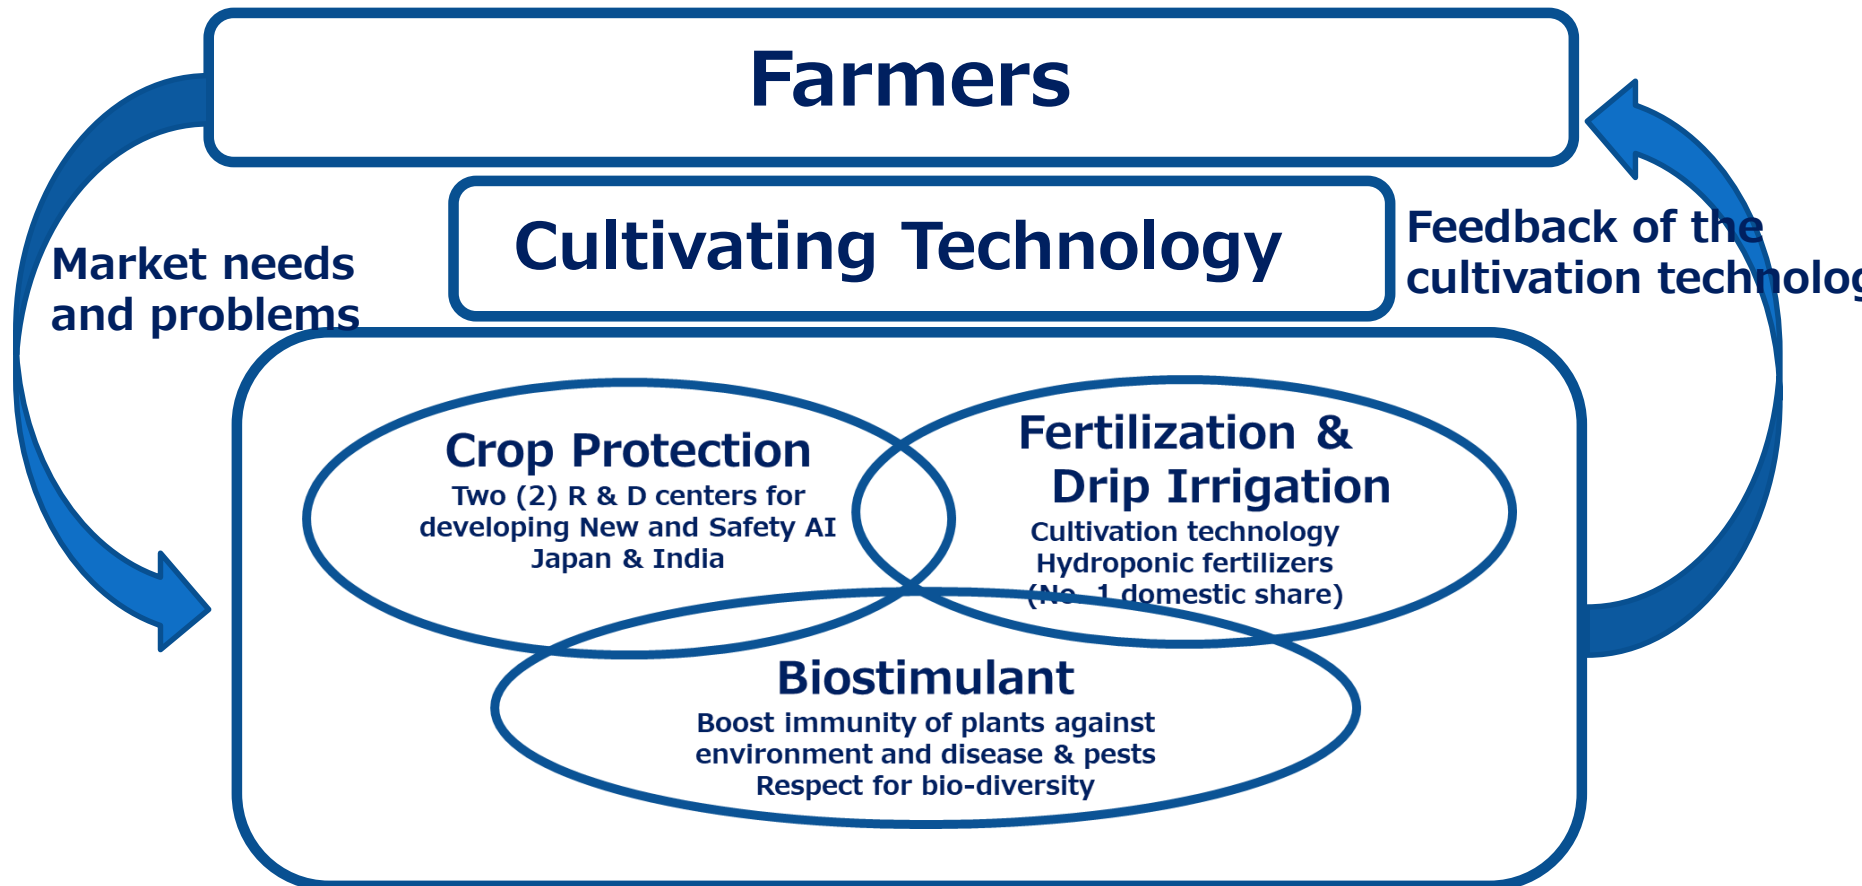 Farmers
Cultivating Technology
Market needs
and problems
Feedback of the
cultivation technolog
Crop Protection
Two (2) R & D centers for
developing New and Safety AI
Japan & India
Fertilization &
Drip Irrigation
Cultivation technology
Hydroponic fertilizers
(No. 1 domestic share)
Biostimulant
Boost immunity of plants against
environment and disease & pests
Respect for bio-diversity